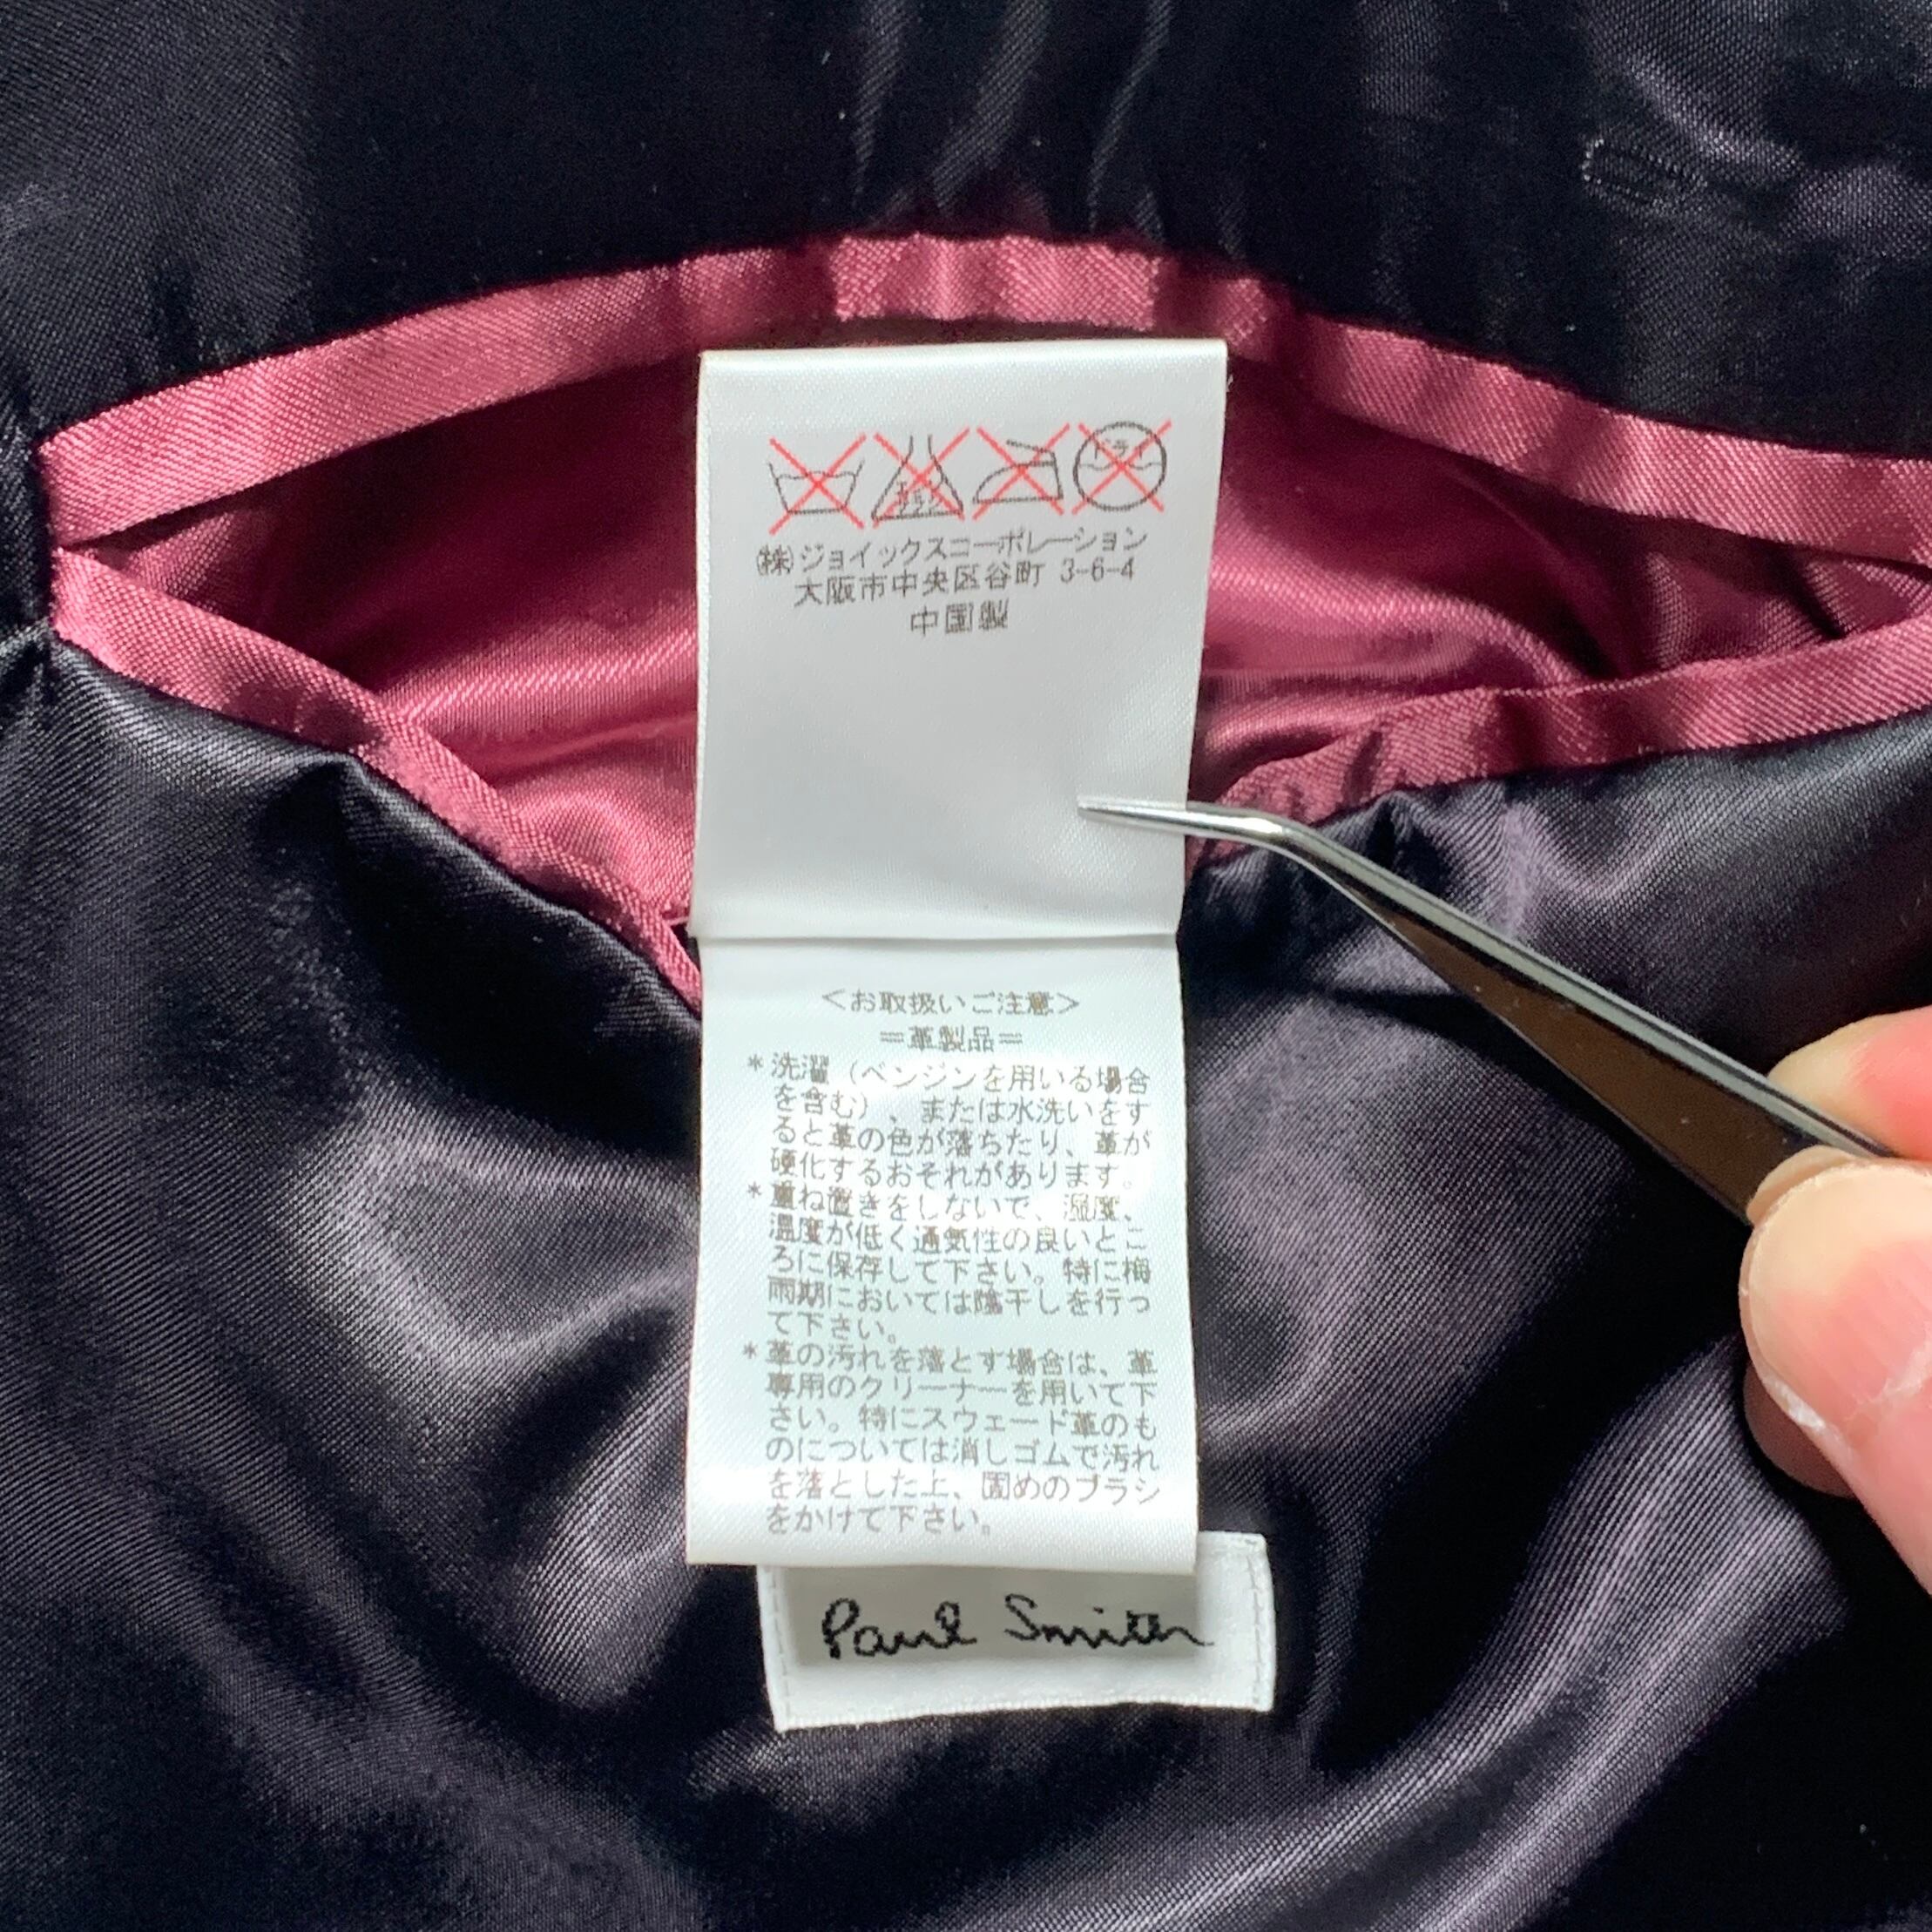 エンソ
サラシ
ドライ
㈱ジョイックスコーポレーション
大阪市中央区谷町 3-6-4
中国製
<お取扱いご注意>
=革製品=
*洗濯(ベンジンを用いる場合
を含む)、または水洗いをす
ると革の色が落ちたり、革が
硬化するおそれがあります。
*重ね置きをしないで、湿度、
温度が低く通気性の良いとこ
ろに保存して下さい。特に梅
雨期においては陰干しを行っ
て下さい。
*革の汚れを落とす場合は、革
専用のクリーナーを用いて下
さい。特にスウェード革のも
のについては消しゴムで汚れ
を落とした上、固めのブラシ
をかけて下さい。
Paul Smith